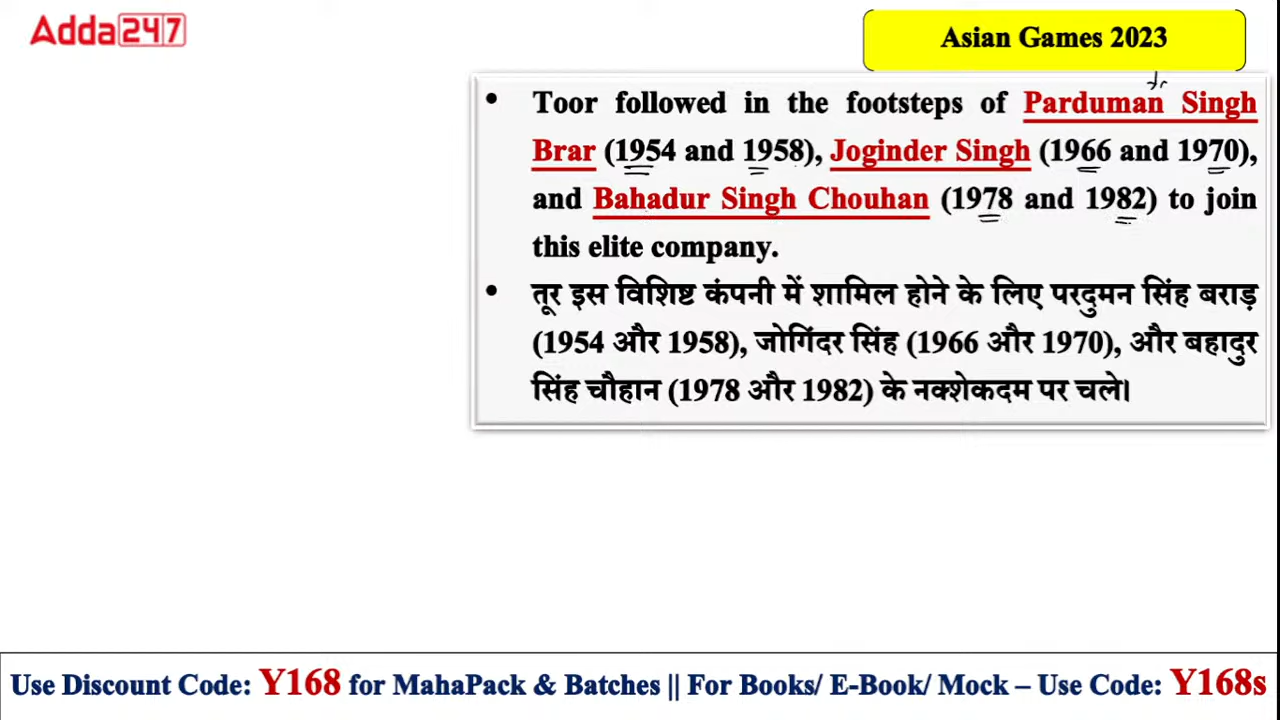 Adda247
Asian Games 2023
• Toor followed in the footsteps of Parduman Singh
Brar (1954 and 1958), Joginder Singh (1966 and 1970),
and Bahadur Singh Chouhan (1978 and 1982) to join
this elite company.
• तूर इस विशिष्ट कंपनी में शामिल होने के लिए परदुमन सिंह बराड़
(1954 और 1958), जोगिंदर सिंह (1966 और 1970), और बहादुर
सिंह चौहान (1978 और 1982) के नक्शेकदम पर चले।
Use Discount Code: Y168 for MahaPack & Batches || For Books/ E-Book/ Mock – Use Code: Y168s